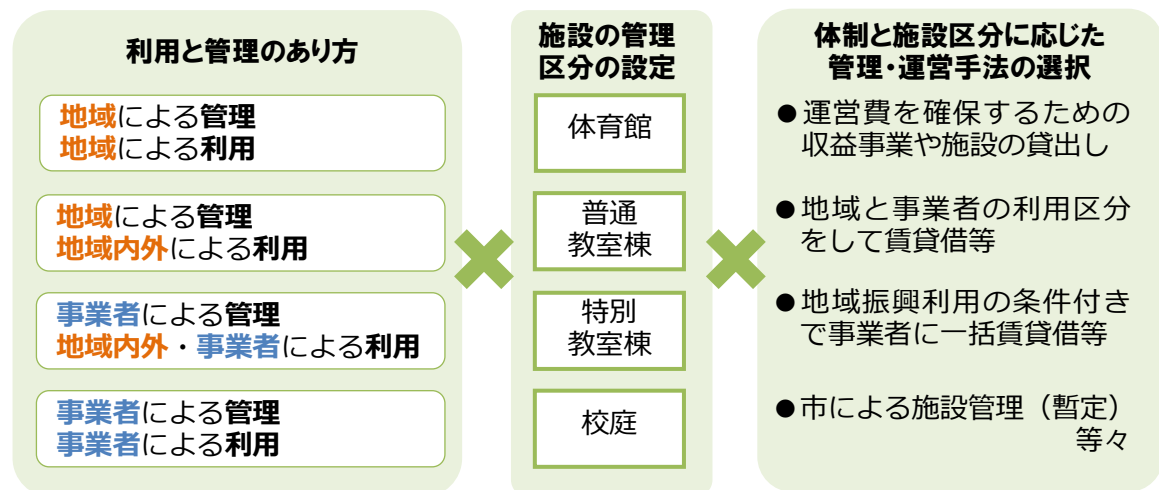 利用と管理のあり方
地域による管理
地域による利用
地域による管理
地域内外による利用
事業者による管理
地域内外・事業者による利用
事業者による管理
事業者による利用
施設の管理
区分の設定
体育館
普通
教室棟
特別
教室棟
校庭
体制と施設区分に応じた
管理・運営手法の選択
●運営費を確保するための
収益事業や施設の貸出し
●地域と事業者の利用区分
をして賃貸借等
●地域振興利用の条件付き
で事業者に一括賃貸借等
●市による施設管理（暫定）
等々